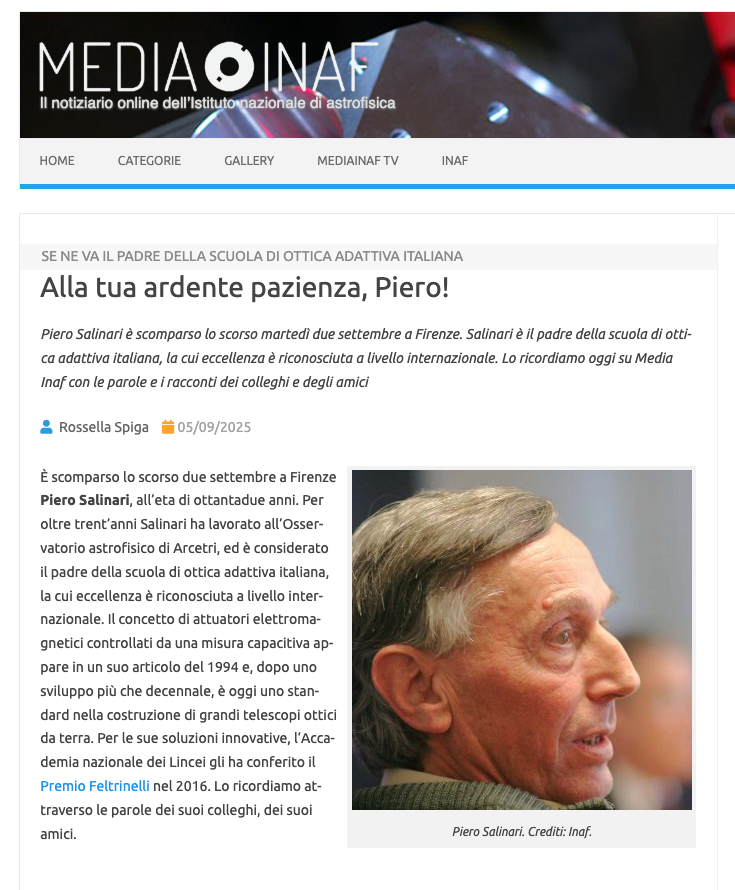 MEDIA INAF
Il notiziario online dell'Istituto nazionale di astrofisica
HOME CATEGORIE GALLERY MEDIAINAF TV INAF
SE NE VA IL PADRE DELLA SCUOLA DI OTTICA ADATTIVA ITALIANA
Alla tua ardente pazienza, Piero!
Piero Salinari è scomparso lo scorso martedì due settembre a Firenze. Salinari è il padre della scuola di otti-
ca adattiva italiana, la cui eccellenza è riconosciuta a livello internazionale. Lo ricordiamo oggi su Media
Inaf con le parole e i racconti dei colleghi e degli amici
Rossella Spiga 05/09/2025
È scomparso lo scorso due settembre a Firenze
Piero Salinari, all'eta di ottantadue anni. Per
oltre trent'anni Salinari ha lavorato all'Osser-
vatorio astrofisico di Arcetri, ed è considerato
il padre della scuola di ottica adattiva italiana,
la cui eccellenza è riconosciuta a livello inter-
nazionale. Il concetto di attuatori elettroma-
gnetici controllati da una misura capacitiva ap-
pare in un suo articolo del 1994 e, dopo uno
sviluppo più che decennale, è oggi uno stan-
dard nella costruzione di grandi telescopi ottici
da terra. Per le sue soluzioni innovative, l'Acca-
demia nazionale dei Lincei gli ha conferito il
Premio Feltrinelli nel 2016. Lo ricordiamo at-
traverso le parole dei suoi colleghi, dei suoi
amici.
Piero Salinari. Crediti: Inaf.